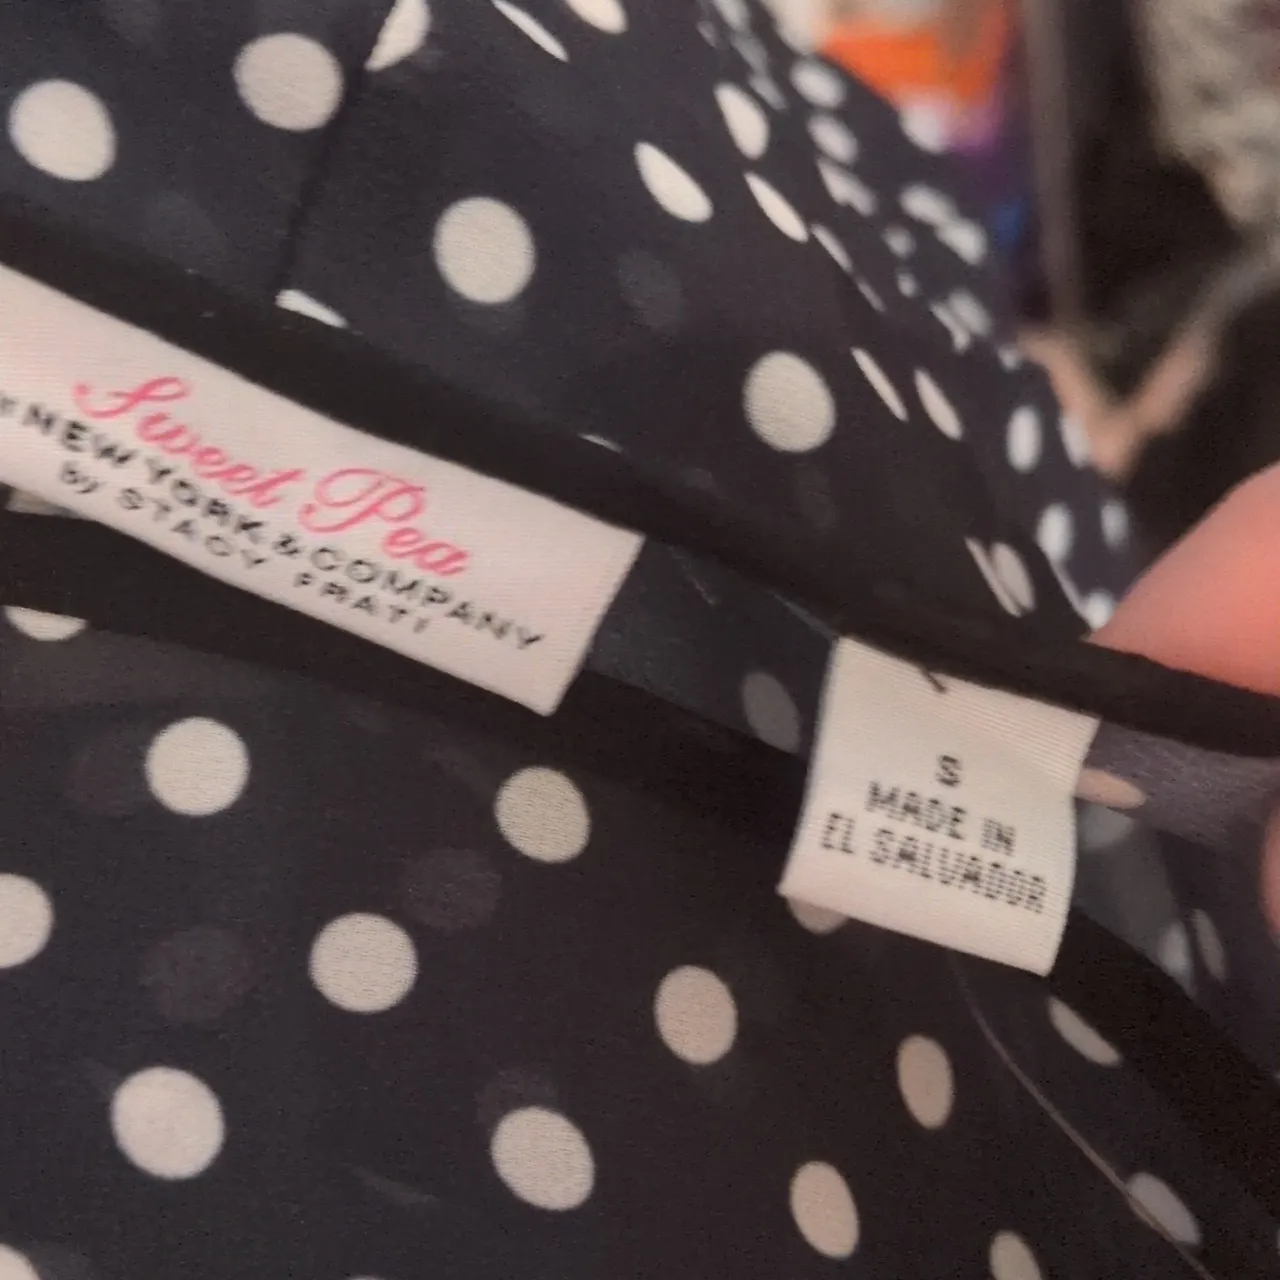 Sweet Pea
NEW YORK & COMPANY
by STACY FRATI
S
MADE IN
EL SALVADOR